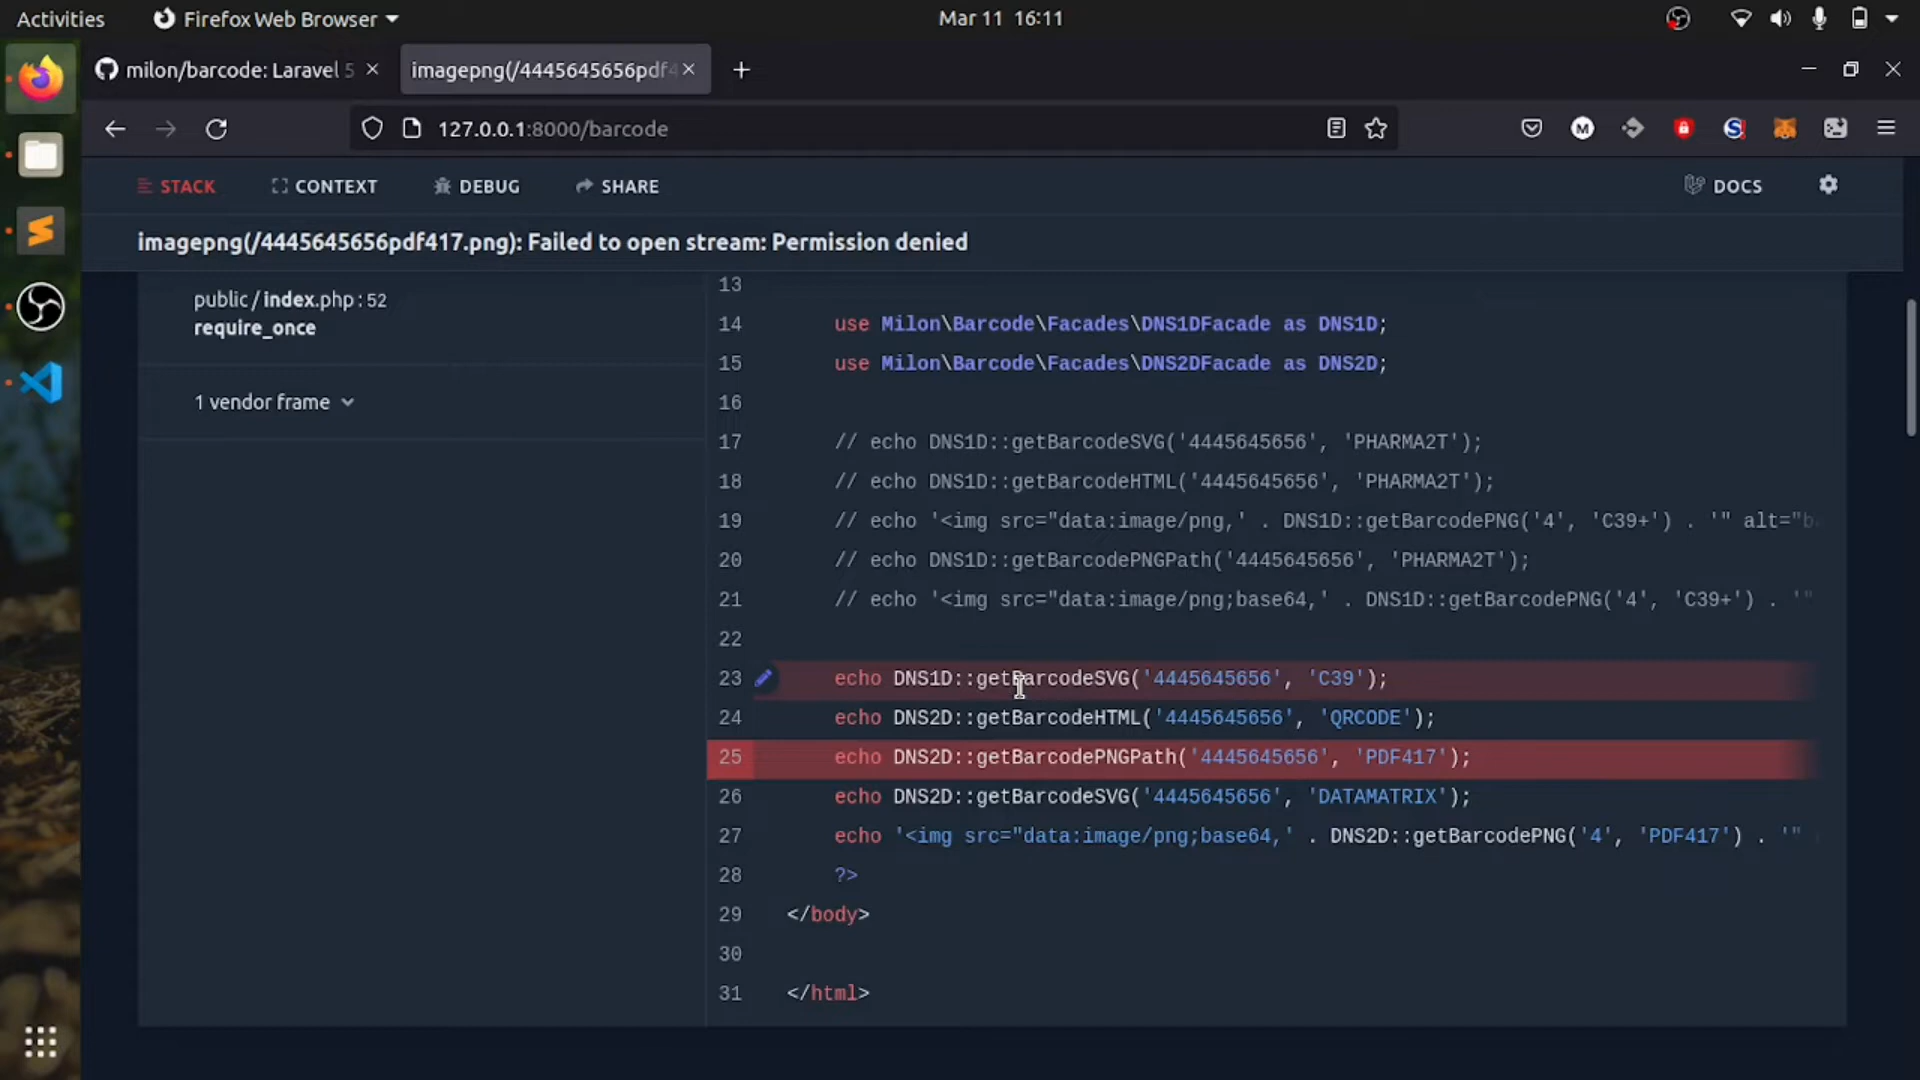 Activities
Firefox Web Browser
Mar 11 16:11
milon/barcode: Laravel 5
imagepng(/4445645656pdf4
127.0.0.1:8000/barcode
STACK
CONTEXT
DEBUG
SHARE
DOCS
imagepng(/4445645656pdf417.png): Failed to open stream: Permission denied
public/index.php:52
require_once
1 vendor frame
13
14 use Milon\Barcode\Facades\DNS1DFacade as DNS1D;
15 use Milon\Barcode\Facades\DNS2DFacade as DNS2D;
16
17 // echo DNS1D::getBarcodeSVG('4445645656', 'PHARMA2T');
18 // echo DNS1D::getBarcodeHTML('4445645656', 'PHARMA2T');
19 // echo '<img src="data:image/png,' . DNS1D::getBarcodePNG('4', 'C39+') . '" alt="b
20 // echo DNS1D::getBarcodePNGPath('4445645656', 'PHARMA2T');
21 // echo '<img src="data:image/png;base64,' . DNS1D::getBarcodePNG('4', 'C39+') . '"
22
23 echo DNS1D::getBarcodeSVG('4445645656', 'C39');
24 echo DNS2D::getBarcodeHTML('4445645656', 'QRCODE');
25 echo DNS2D::getBarcodePNGPath('4445645656', 'PDF417');
26 echo DNS2D::getBarcodeSVG('4445645656', 'DATAMATRIX');
27 echo '<img src="data:image/png;base64,' . DNS2D::getBarcodePNG('4', 'PDF417') . '"
28 ?>
29 </body>
30
31 </html>